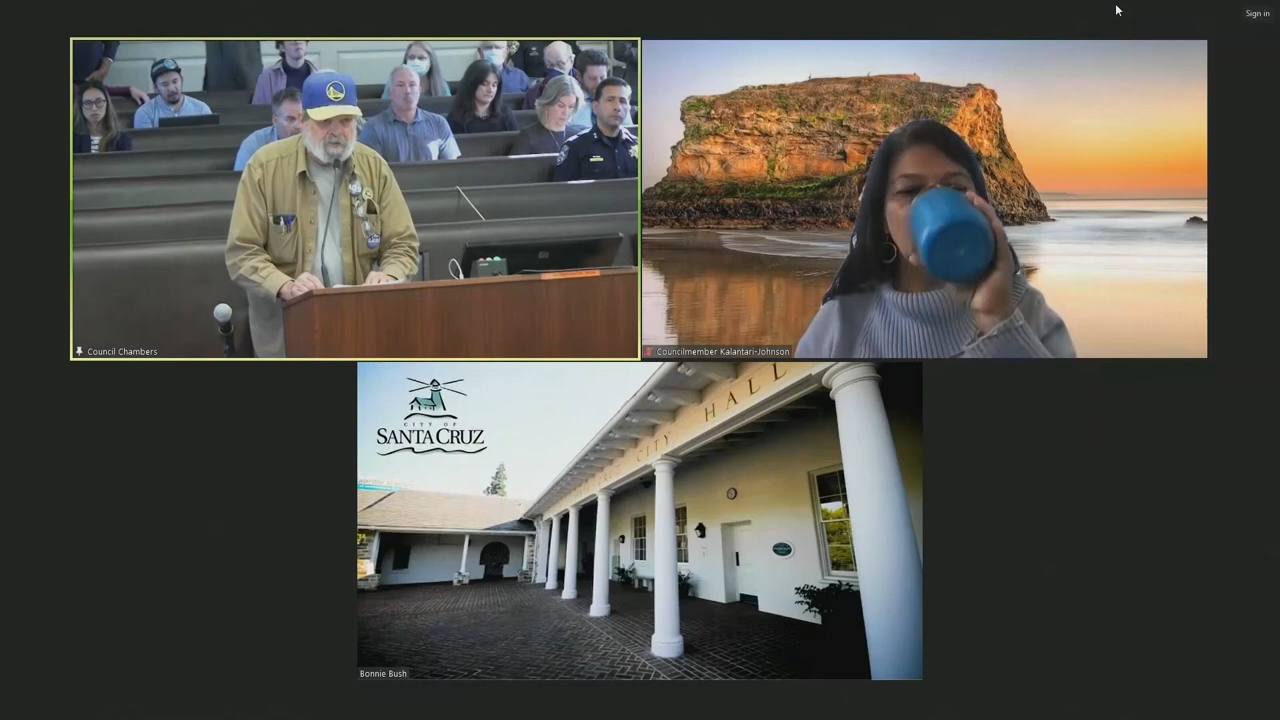 Sign in
Council Chambers
Councilmember Kalantari-Johnson
CITY OF
SANTA CRUZ
CITY HALL
Bonnie Bush